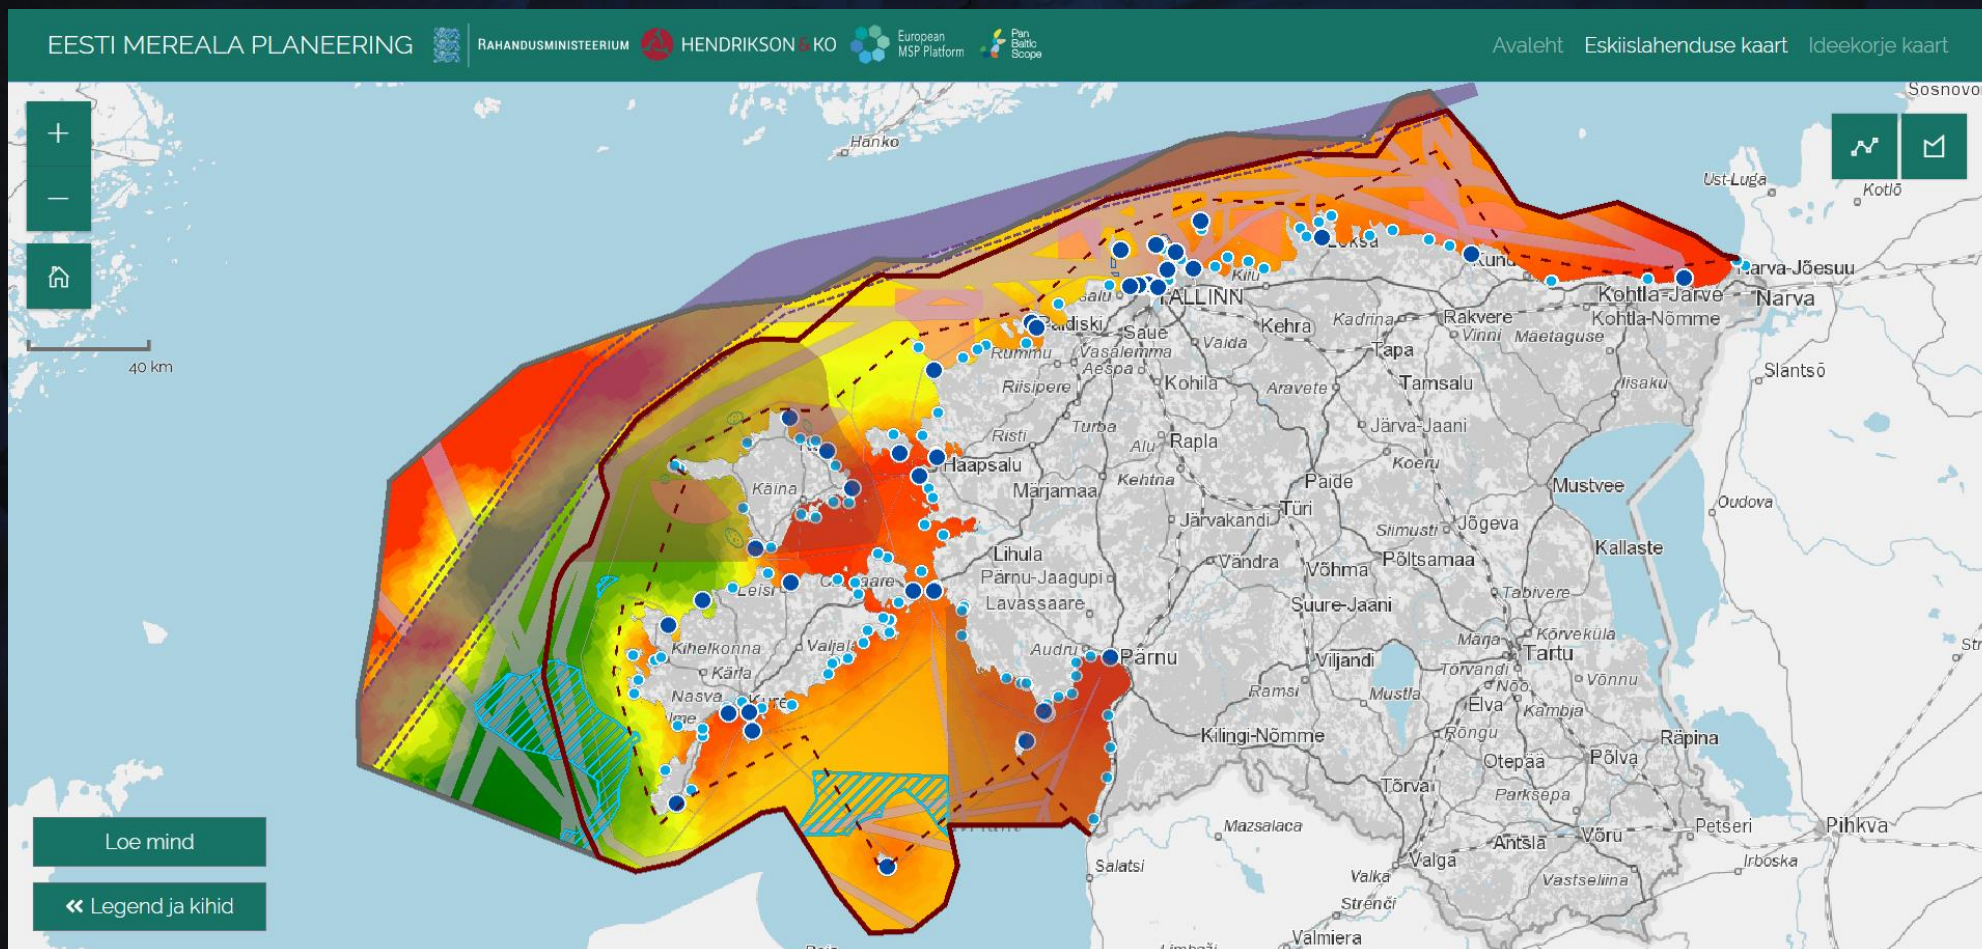 EESTI MEREALA PLANEERING
RAHANDUSMINISTEERIUM
HENDRIKSON & KO
European
MSP Platform
Pan
Baltic
Scope
Avaleht
Eskiislahenduse kaart
Ideekorje kaart
Hanko
Ust-Luga
Kotlõ
Narva-Jõesuu
Narva
TALLINN
Kohtla-Järve
Kohtla-Nõmme
Saue
Kehra
Kadrina
Rakvere
Vinni
Mäetaguse
Rummu
Vasalemma
Vaida
Tapa
40 km
Slantsõ
Riisipere
Aespa
Kohila
Aravete
Tamsalu
Iisaku
Turba
Risti
Alu
Rapla
Järva-Jaani
Haapsalu
Koeru
Käina
Märjamaa
Kehtna
Paide
Mustvee
Oudova
Türi
Järvakandi
Siimusti
Jõgeva
Lihula
Vändra
Põltsamaa
Kallaste
Pärnu-Jaagupi
Võhma
Leisi
Lavassaare
Suure-Jaani
Tabivere
Kihelkonna
Valjala
Audru
Pärnu
Kõrveküla
Märja
Tartu
Viljandi
Kärla
Tõrvandi
Nõo
Võnnu
Nasva
Ramsi
Mustla
Elva
Kambja
Kilingi-Nõmme
Rõngu
Räpina
Otepää
Põlva
Tõrva
Parksepa
Loe mind
Mazsalaca
Antsla
Võru
Petseri
Pihkva
Salatsi
Valga
Irboska
Valka
Vastseliina
« Legend ja kihid
Strenči
Valmiera